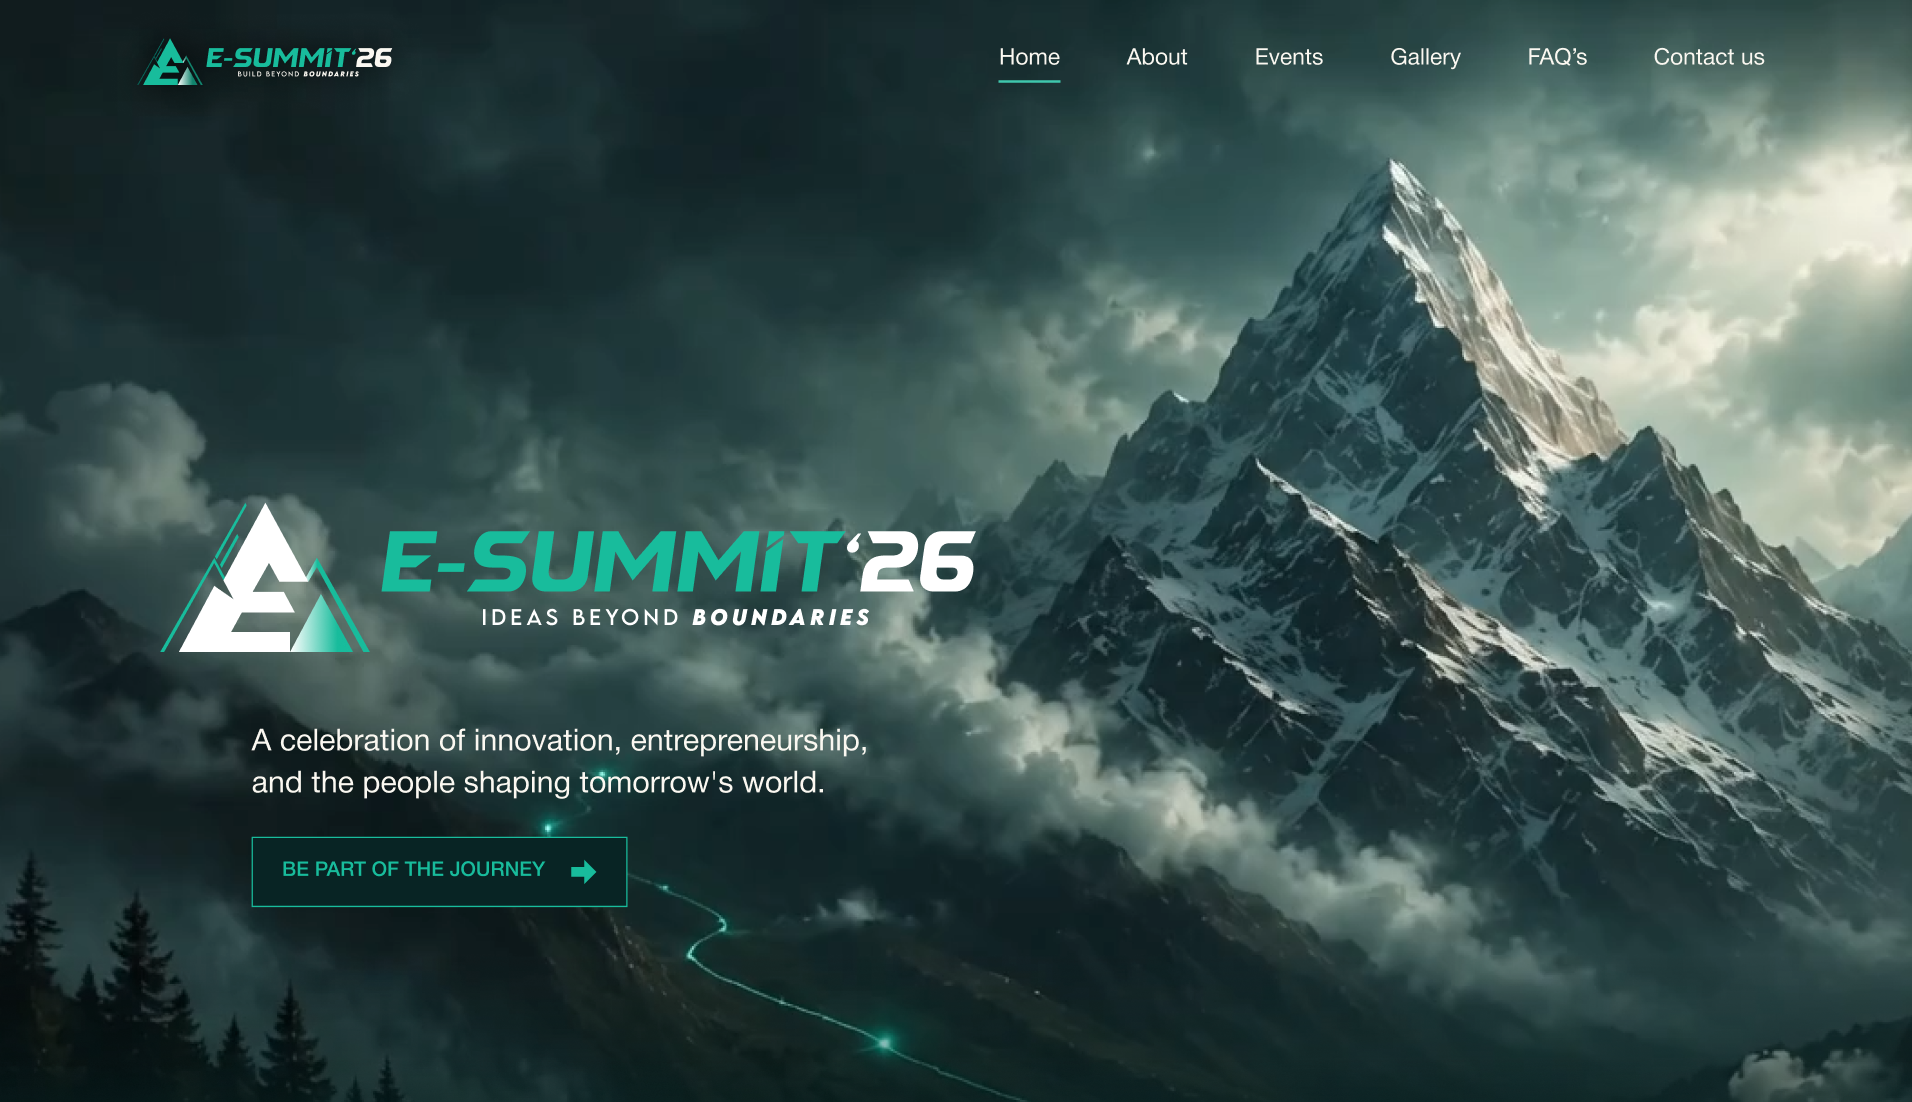 E-SUMMIT‘26
BUILD BEYOND BOUNDARIES
Home
About
Events
Gallery
FAQ’s
Contact us
E-SUMMIT‘26
IDEAS BEYOND BOUNDARIES
A celebration of innovation, entrepreneurship,
and the people shaping tomorrow's world.
BE PART OF THE JOURNEY